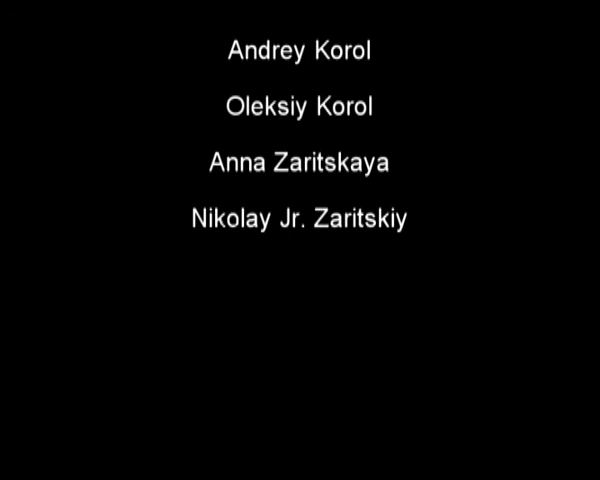 Andrey Korol
Oleksiy Korol
Anna Zaritskaya
Nikolay Jr. Zaritskiy